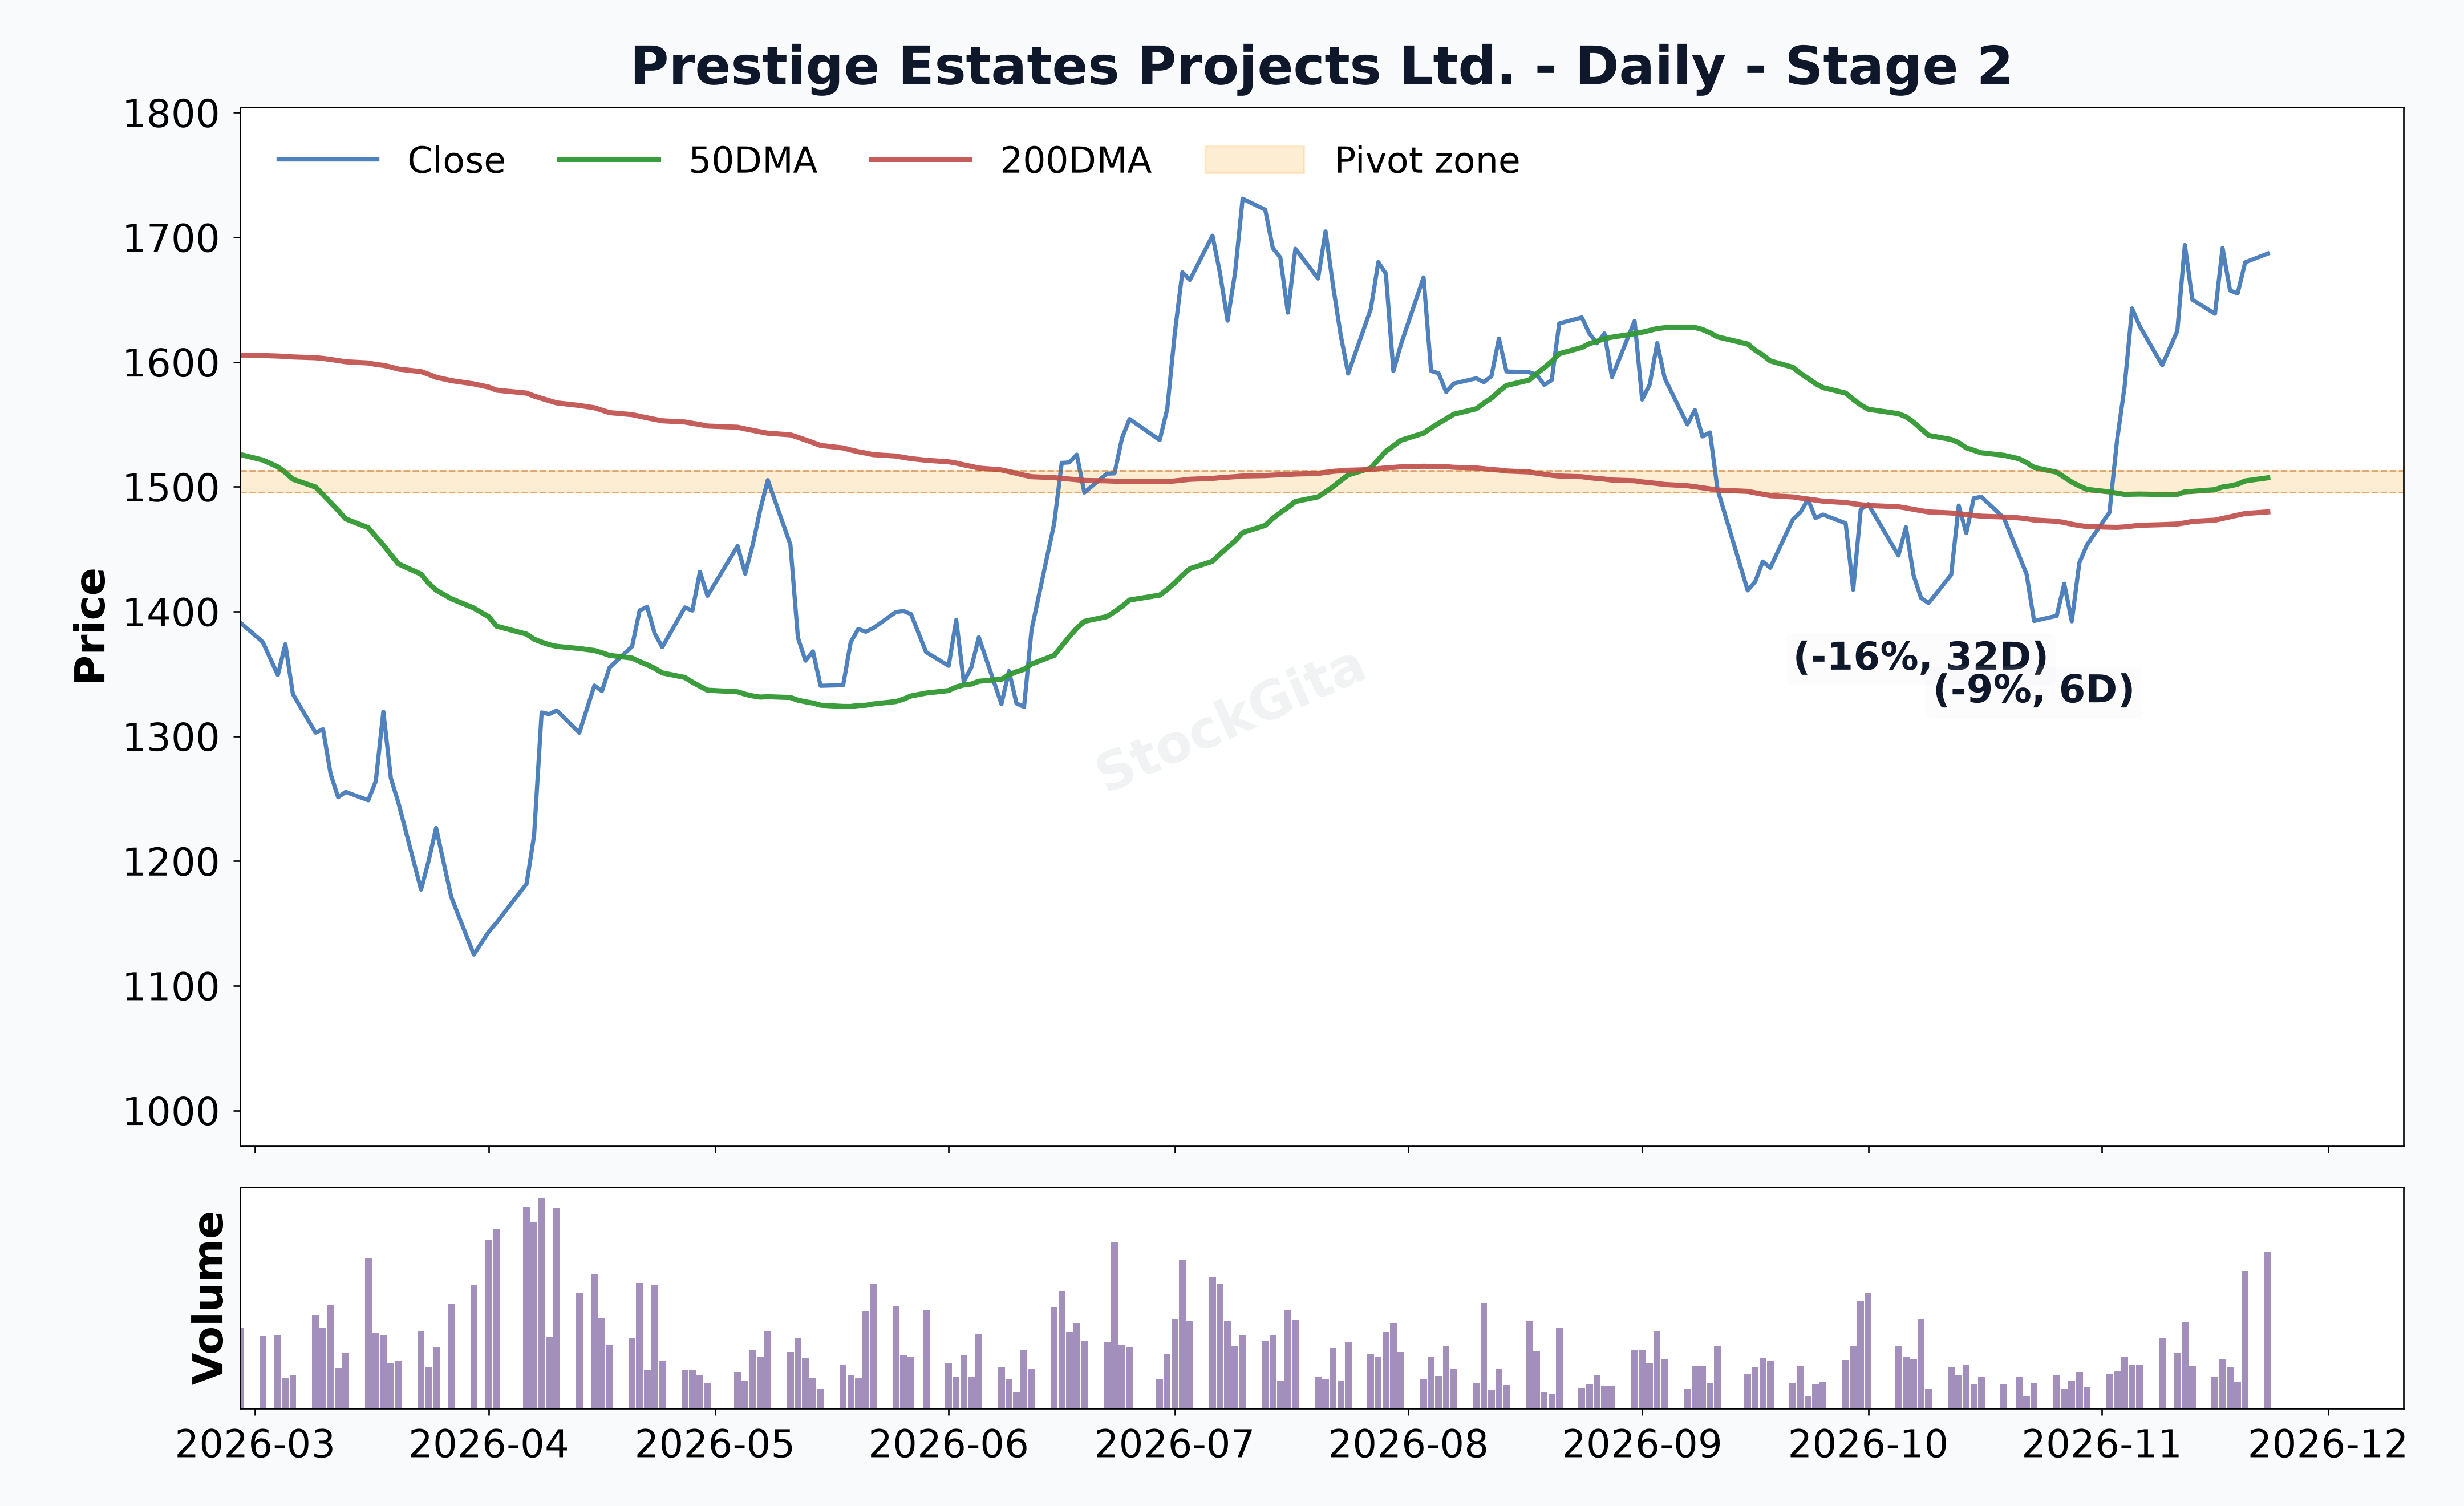 Prestige Estates Projects Ltd. - Daily - Stage 2
Close 50DMA 200DMA Pivot zone
Price
1800
1700
1600
1500
1400
1300
1200
1100
1000
(-16%, 32D)
(-9%, 6D)
StockGita
Volume
2026-03 2026-04 2026-05 2026-06 2026-07 2026-08 2026-09 2026-10 2026-11 2026-12